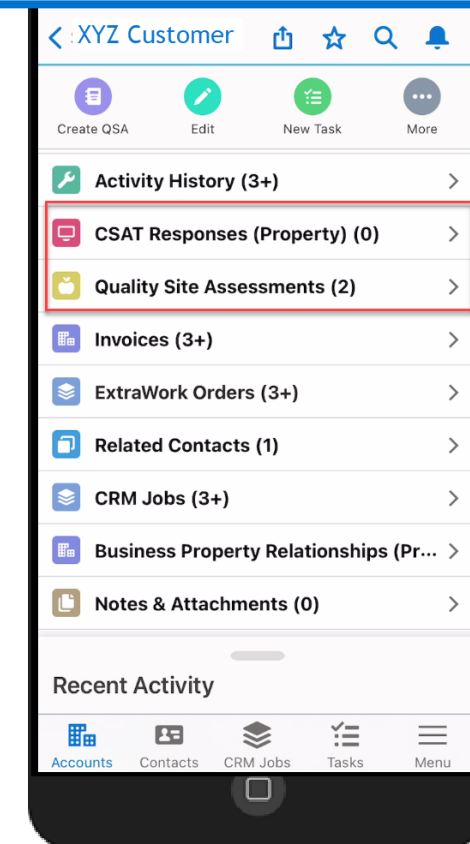 XYZ Customer
Create QSA Edit New Task More
Activity History (3+)
CSAT Responses (Property) (0)
Quality Site Assessments (2)
Invoices (3+)
ExtraWork Orders (3+)
Related Contacts (1)
CRM Jobs (3+)
Business Property Relationships (Pr...
Notes & Attachments (0)
Recent Activity
Accounts Contacts CRM Jobs Tasks Menu